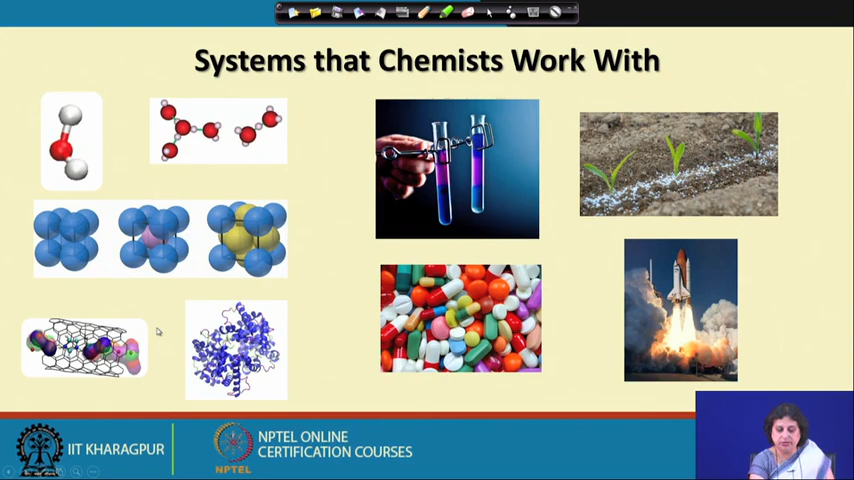 Systems that Chemists Work With
IIT KHARAGPUR
NPTEL
NPTEL ONLINE
CERTIFICATION COURSES